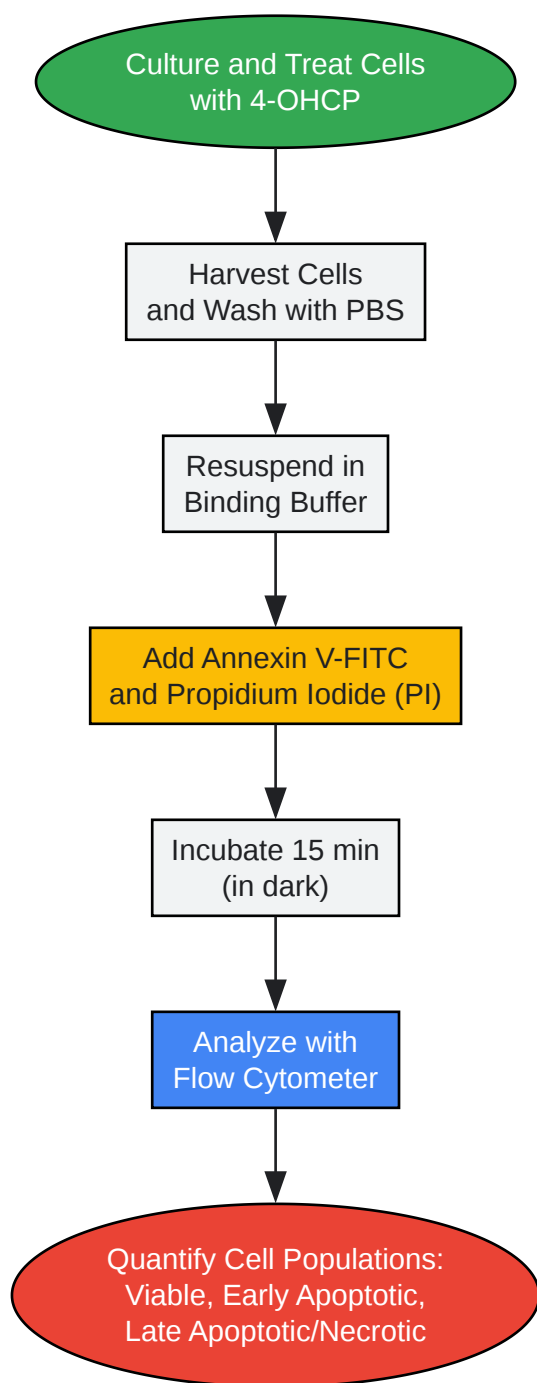 Culture and Treat Cells
with 4-OHCP
Harvest Cells
and Wash with PBS
Resuspend in
Binding Buffer
Add Annexin V-FITC
and Propidium Iodide (PI)
Incubate 15 min
(in dark)
Analyze with
Flow Cytometer
Quantify Cell Populations:
Viable, Early Apoptotic,
Late Apoptotic/Necrotic